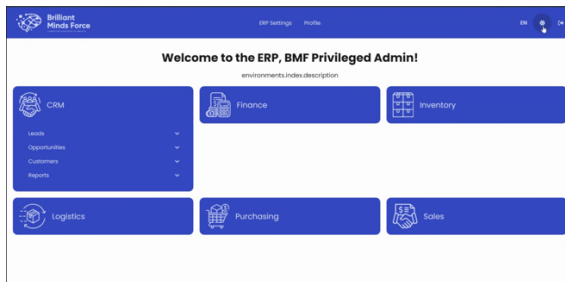 Brilliant
Minds Force
ERP Settings Profile
EN
Welcome to the ERP, BMF Privileged Admin!
environments.index.description
CRM
Finance
Inventory
Leads
Opportunities
Customers
Reports
Logistics
Purchasing
Sales